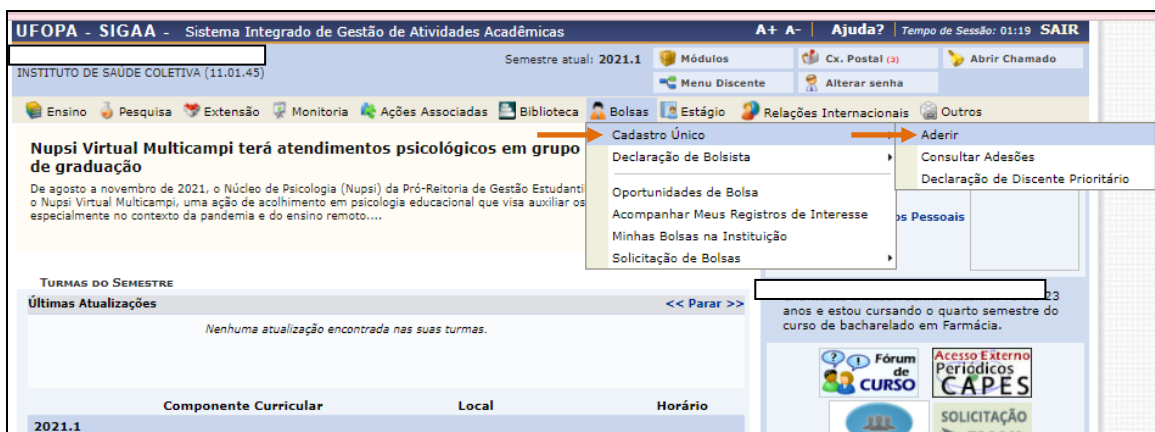 UFOPA - SIGAA - Sistema Integrado de Gestão de Atividades Acadêmicas A+ A- | Ajuda? | Tempo de Sessão: 01:19 SAIR
INSTITUTO DE SAÚDE COLETIVA (11.01.45)
Semestre atual: 2021.1
Módulos
Cx. Postal (3)
Abrir Chamado
Menu Discente
Alterar senha
Ensino Pesquisa Extensão Monitoria Ações Associadas Biblioteca Bolsas Estágio Relações Internacionais Outros
Cadastro Único
Declaração de Bolsista
Oportunidades de Bolsa
Acompanhar Meus Registros de Interesse
Minhas Bolsas na Instituição
Solicitação de Bolsas
Aderir
Consultar Adesões
Declaração de Discente Prioritário
Nupsi Virtual Multicampi terá atendimentos psicológicos em grupo
de graduação
De agosto a novembro de 2021, o Núcleo de Psicologia (Nupsi) da Pró-Reitoria de Gestão Estudanti
o Nupsi Virtual Multicampi, uma ação de acolhimento em psicologia educacional que visa auxiliar os
especialmente no contexto da pandemia e do ensino remoto....
os Pessoais
TURMAS DO SEMESTRE
Últimas Atualizações << Parar >>
Nenhuma atualização encontrada nas suas turmas.
Componente Curricular Local Horário
2021.1
23
anos e estou cursando o quarto semestre do
curso de bacharelado em Farmácia.
Fórum
de
CURSO
Acesso Externo
Periódicos
CAPES
SOLICITAÇÃO